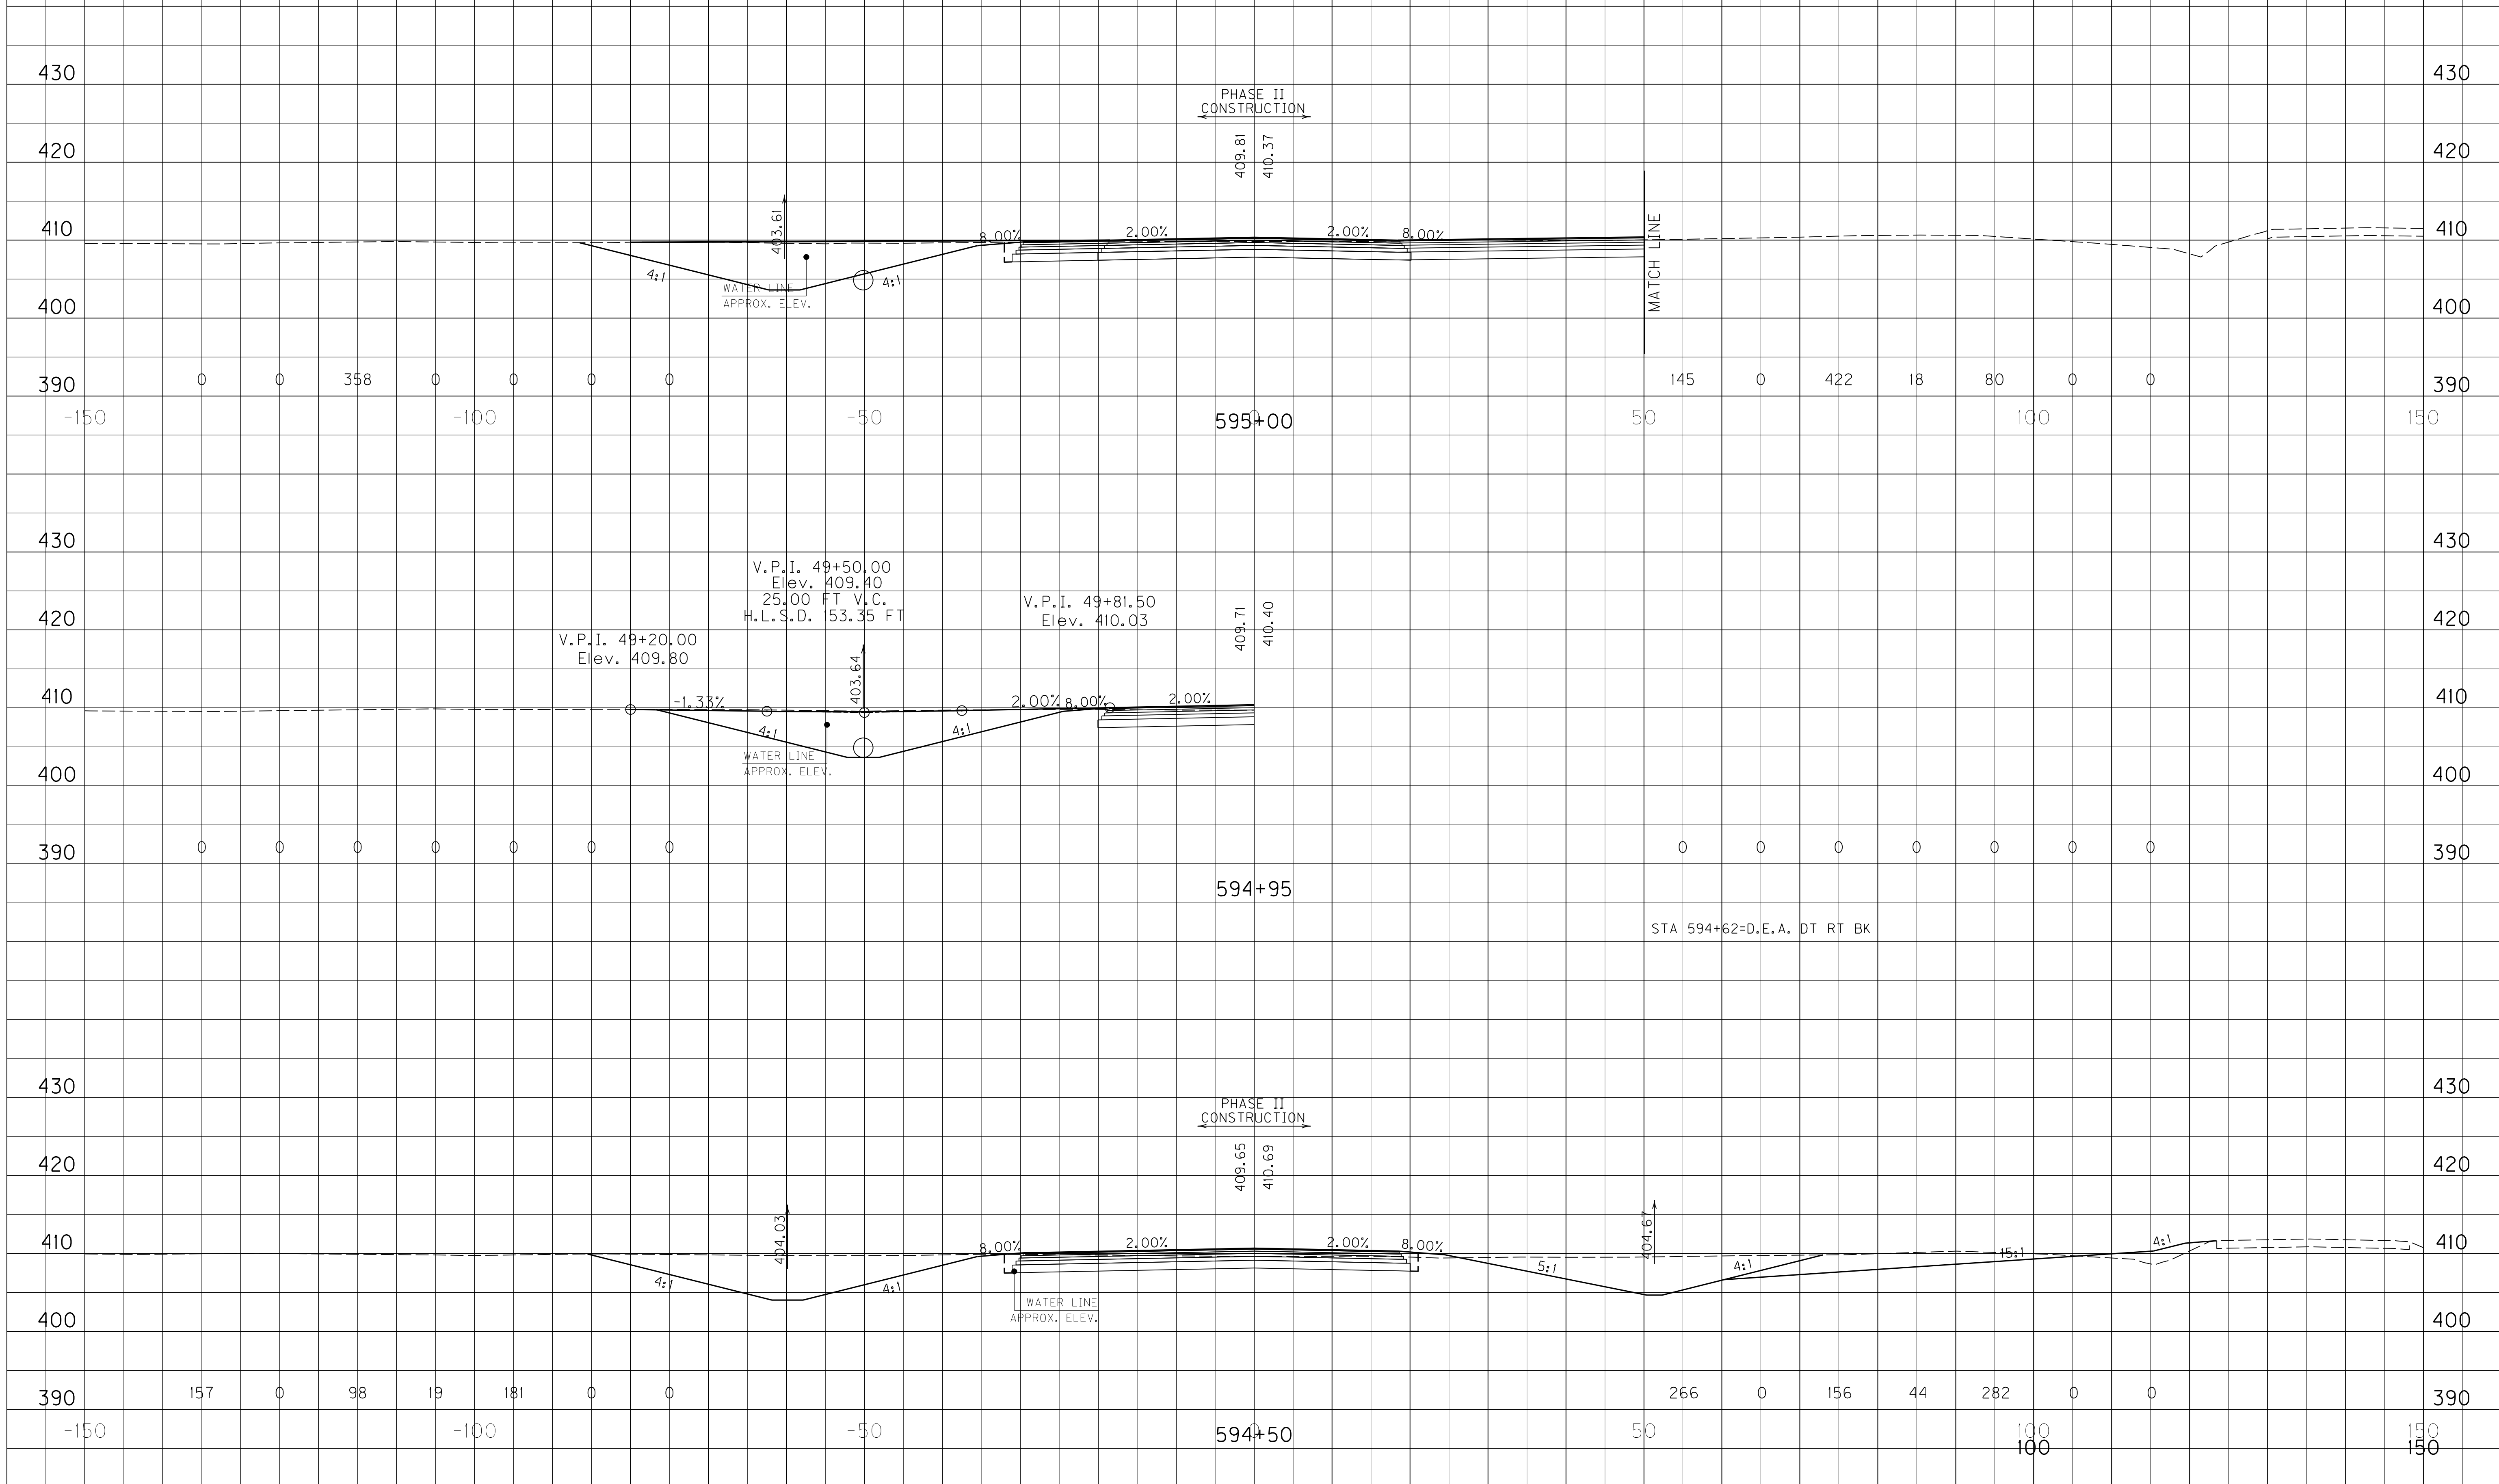 430 430
PHASE II
CONSTRUCTION
409.81 410.37
420 420
403.61
MATCH LINE
8.00% 2.00% 2.00% 8.00%
410 410
4:1 4:1
WATER LINE
APPROX. ELEV.
400 400
0 0 358 0 0 0 0 145 0 422 18 80 0 0
390 390
-150 -100 -50 0 50 100 150
595+00
430 430
V.P.I. 49+50.00
Elev. 409.40
25.00 FT V.C.
H.L.S.D. 153.35 FT
V.P.I. 49+81.50
Elev. 410.03
409.71 410.40
420 420
V.P.I. 49+20.00
Elev. 409.80
403.64
410 410
-1.33% 2.00% 8.00% 2.00%
4:1 4:1
WATER LINE
APPROX. ELEV.
400 400
0 0 0 0 0 0 0 0 0 0 0 0 0 0
390 390
594+95
STA 594+62=D.E.A. DT RT BK
430 430
PHASE II
CONSTRUCTION
409.65 410.69
420 420
404.03 404.67
8.00% 2.00% 2.00% 8.00%
410 410
4:1 4:1 5:1 4:1 15:1 4:1
WATER LINE
APPROX. ELEV.
400 400
157 0 98 19 181 0 0 266 0 156 44 282 0 0
390 390
-150 -100 -50 0 50 100 150
594+50
100 150